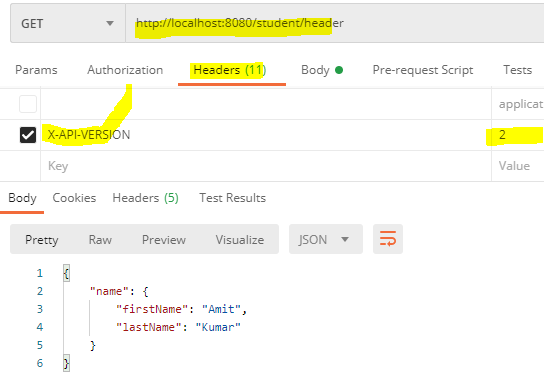 GET http://localhost:8080/student/header
Params Authorization Headers (11) Body Pre-request Script Tests
applicat
X-API-VERSION 2
Key Value
Body Cookies Headers (5) Test Results
Pretty Raw Preview Visualize JSON
1 {
2 "name": {
3 "firstName": "Amit",
4 "lastName": "Kumar"
5 }
6 }